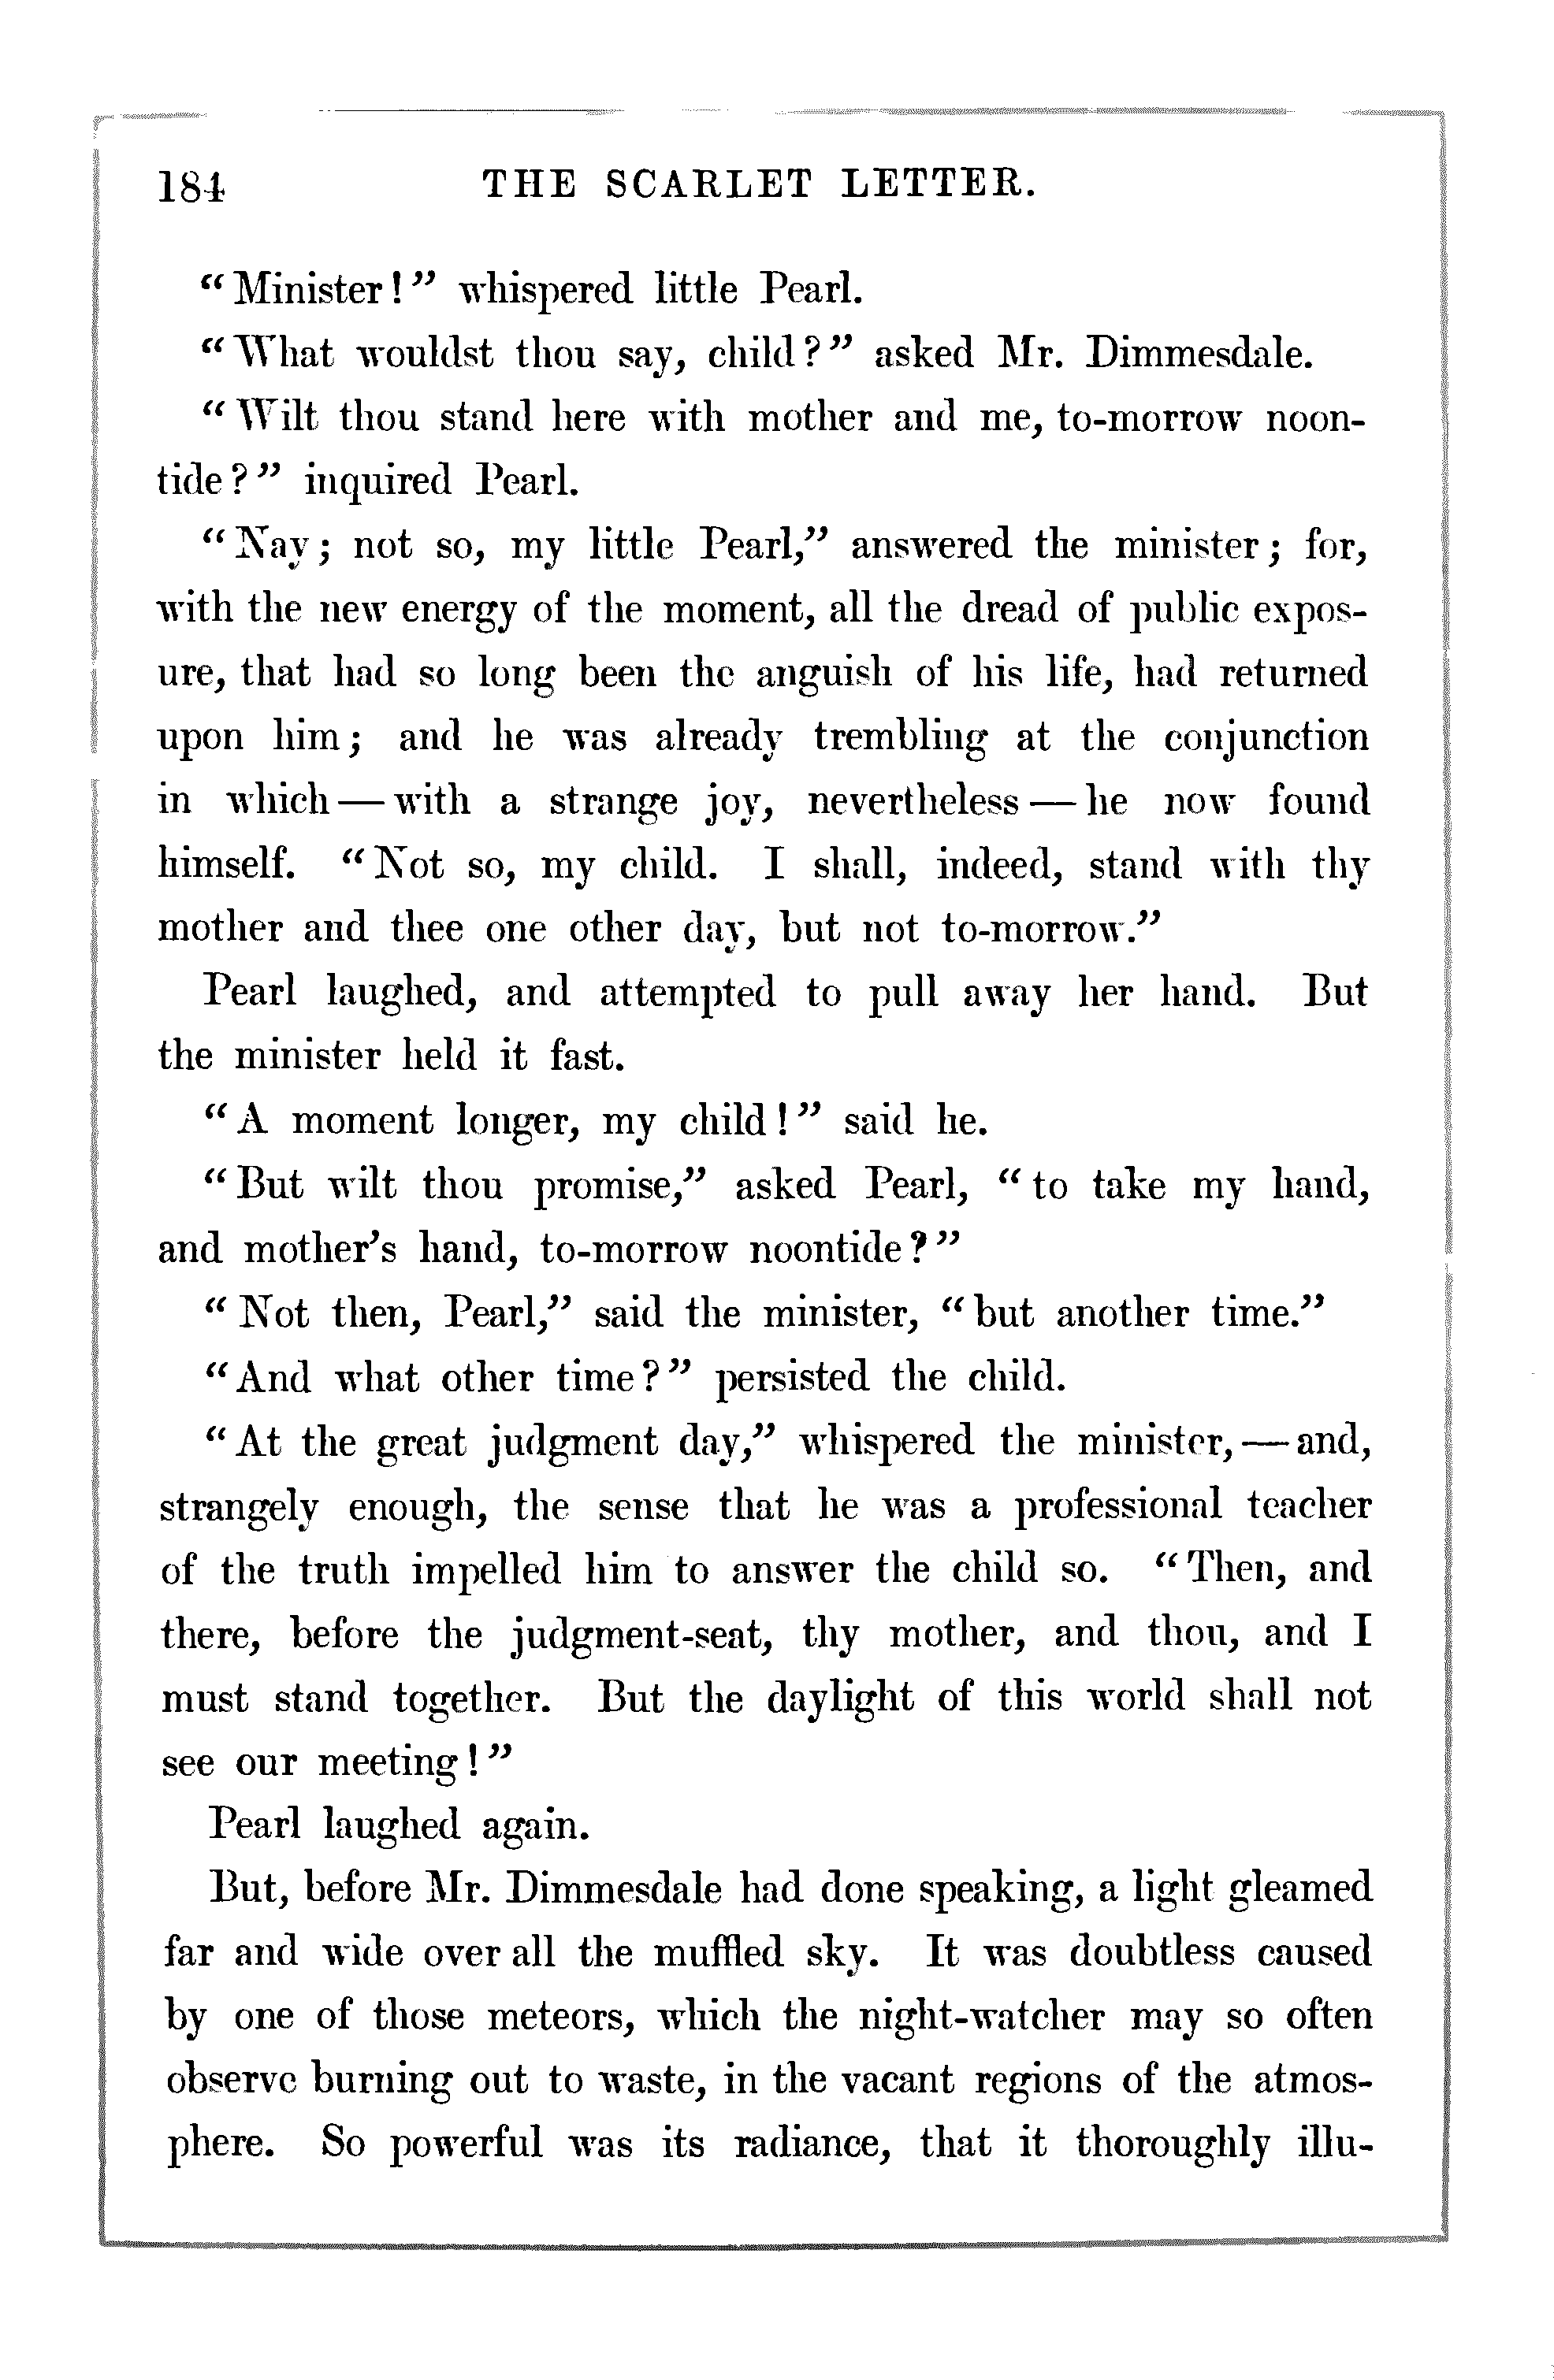 184 THE SCARLET LETTER.
“Minister!” whispered little Pearl.
“What wouldst thou say, child?” asked Mr. Dimmesdale.
“Wilt thou stand here with mother and me, to-morrow noon-
tide?” inquired Pearl.
“Nay; not so, my little Pearl,” answered the minister; for,
with the new energy of the moment, all the dread of public expos-
ure, that had so long been the anguish of his life, had returned
upon him; and he was already trembling at the conjunction
in which — with a strange joy, nevertheless — he now found
himself. “Not so, my child. I shall, indeed, stand with thy
mother and thee one other day, but not to-morrow.”
Pearl laughed, and attempted to pull away her hand. But
the minister held it fast.
“A moment longer, my child!” said he.
“But wilt thou promise,” asked Pearl, “to take my hand,
and mother’s hand, to-morrow noontide?”
“Not then, Pearl,” said the minister, “but another time.”
“And what other time?” persisted the child.
“At the great judgment day,” whispered the minister, — and,
strangely enough, the sense that he was a professional teacher
of the truth impelled him to answer the child so. “Then, and
there, before the judgment-seat, thy mother, and thou, and I
must stand together. But the daylight of this world shall not
see our meeting!”
Pearl laughed again.
But, before Mr. Dimmesdale had done speaking, a light gleamed
far and wide over all the muffled sky. It was doubtless caused
by one of those meteors, which the night-watcher may so often
observe burning out to waste, in the vacant regions of the atmos-
phere. So powerful was its radiance, that it thoroughly illu-